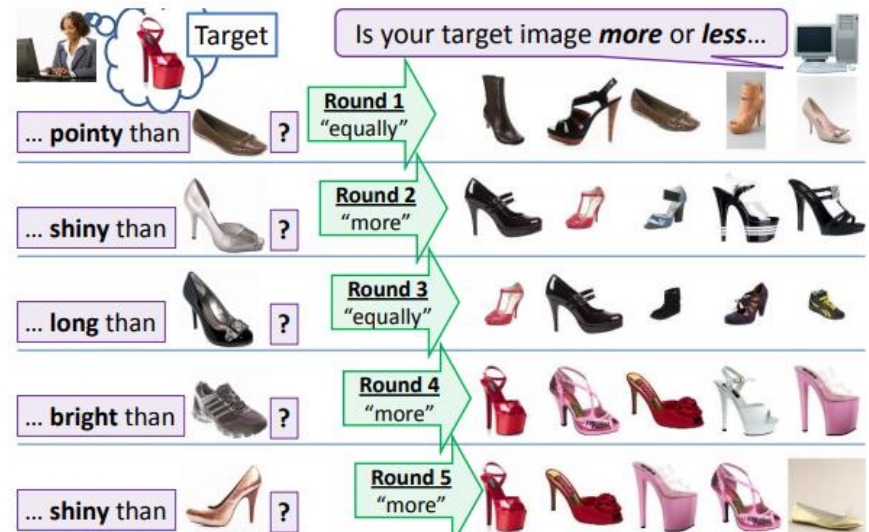 Target
Is your target image more or less...
... pointy than ?
Round 1
"equally"
... shiny than ?
Round 2
"more"
... long than ?
Round 3
"equally"
... bright than ?
Round 4
"more"
... shiny than ?
Round 5
"more"